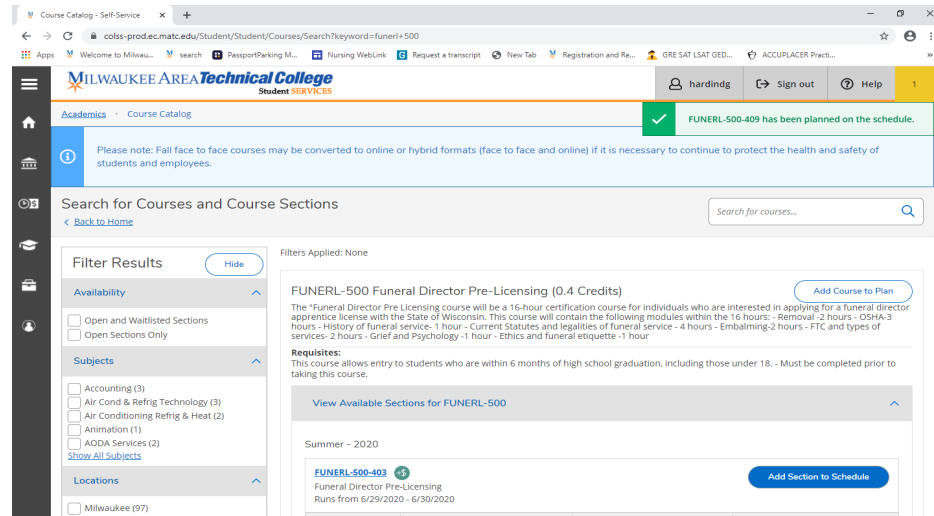 Course Catalog - Self-Service
colss-prod.ec.matc.edu/Student/Student/Courses/Search?keyword=funerl+500
Apps Welcome to Milwau... search PassportParking M... Nursing WebLink Request a transcript New Tab Registration and Re... GRE SAT LSAT GED... ACCUPLACER Practi... »
MILWAUKEE AREA Technical College
Student SERVICES
hardindg Sign out Help 1
Academics · Course Catalog
FUNERL-500-409 has been planned on the schedule.
Please note: Fall face to face courses may be converted to online or hybrid formats (face to face and online) if it is necessary to continue to protect the health and safety of
students and employees.
Search for Courses and Course Sections
< Back to Home
Search for courses...
Filter Results Hide
Availability
Open and Waitlisted Sections
Open Sections Only
Subjects
Accounting (3)
Air Cond & Refrig Technology (3)
Air Conditioning Refrig & Heat (2)
Animation (1)
AODA Services (2)
Show All Subjects
Locations
Milwaukee (97)
Filters Applied: None
FUNERL-500 Funeral Director Pre-Licensing (0.4 Credits)
Add Course to Plan
The "Funeral Director Pre Licensing course will be a 16-hour certification course for individuals who are interested in applying for a funeral director
apprentice license with the State of Wisconsin. This course will contain the following modules within the 16 hours: - Removal -2 hours - OSHA-3
hours - History of funeral service- 1 hour - Current Statutes and legalities of funeral service - 4 hours - Embalming-2 hours - FTC and types of
services- 2 hours - Grief and Psychology -1 hour - Ethics and funeral etiquette -1 hour
Requisites:
This course allows entry to students who are within 6 months of high school graduation, including those under 18. - Must be completed prior to
taking this course.
View Available Sections for FUNERL-500
Summer - 2020
FUNERL-500-403 +$
Funeral Director Pre-Licensing
Runs from 6/29/2020 - 6/30/2020
Add Section to Schedule